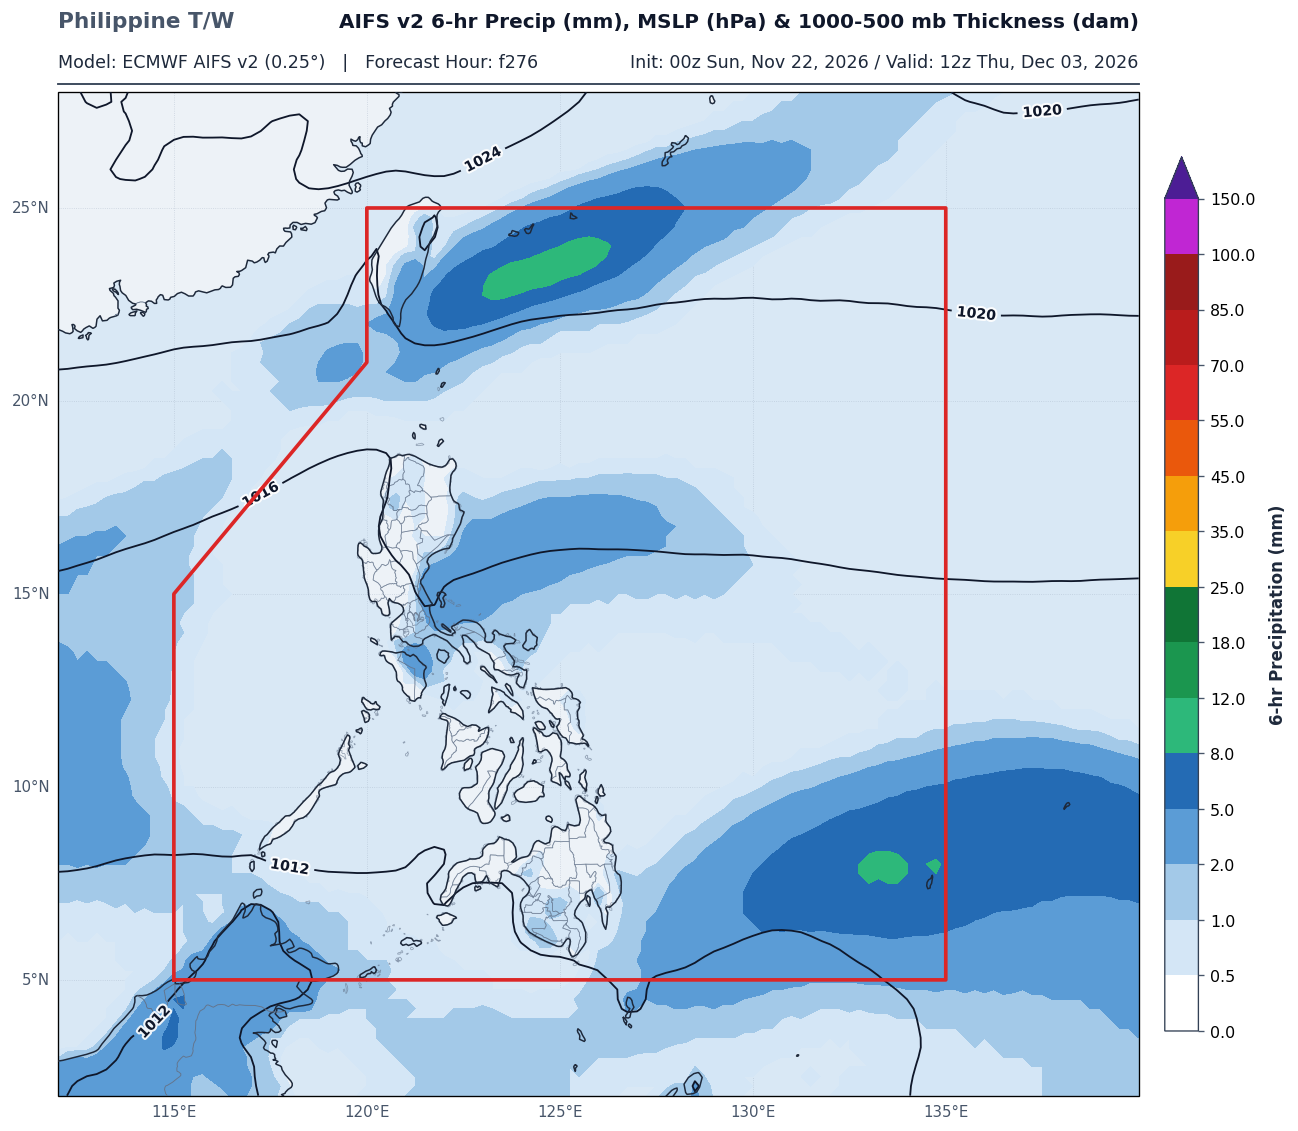 Philippine T/W
AIFS v2 6-hr Precip (mm), MSLP (hPa) & 1000-500 mb Thickness (dam)
Model: ECMWF AIFS v2 (0.25°) | Forecast Hour: f276
Init: 00z Sun, Nov 22, 2026 / Valid: 12z Thu, Dec 03, 2026
1020
1024
1020
1016
1012
1012
25°N
20°N
15°N
10°N
5°N
115°E
120°E
125°E
130°E
135°E
150.0
100.0
85.0
70.0
55.0
45.0
35.0
25.0
18.0
12.0
8.0
5.0
2.0
1.0
0.5
0.0
6-hr Precipitation (mm)